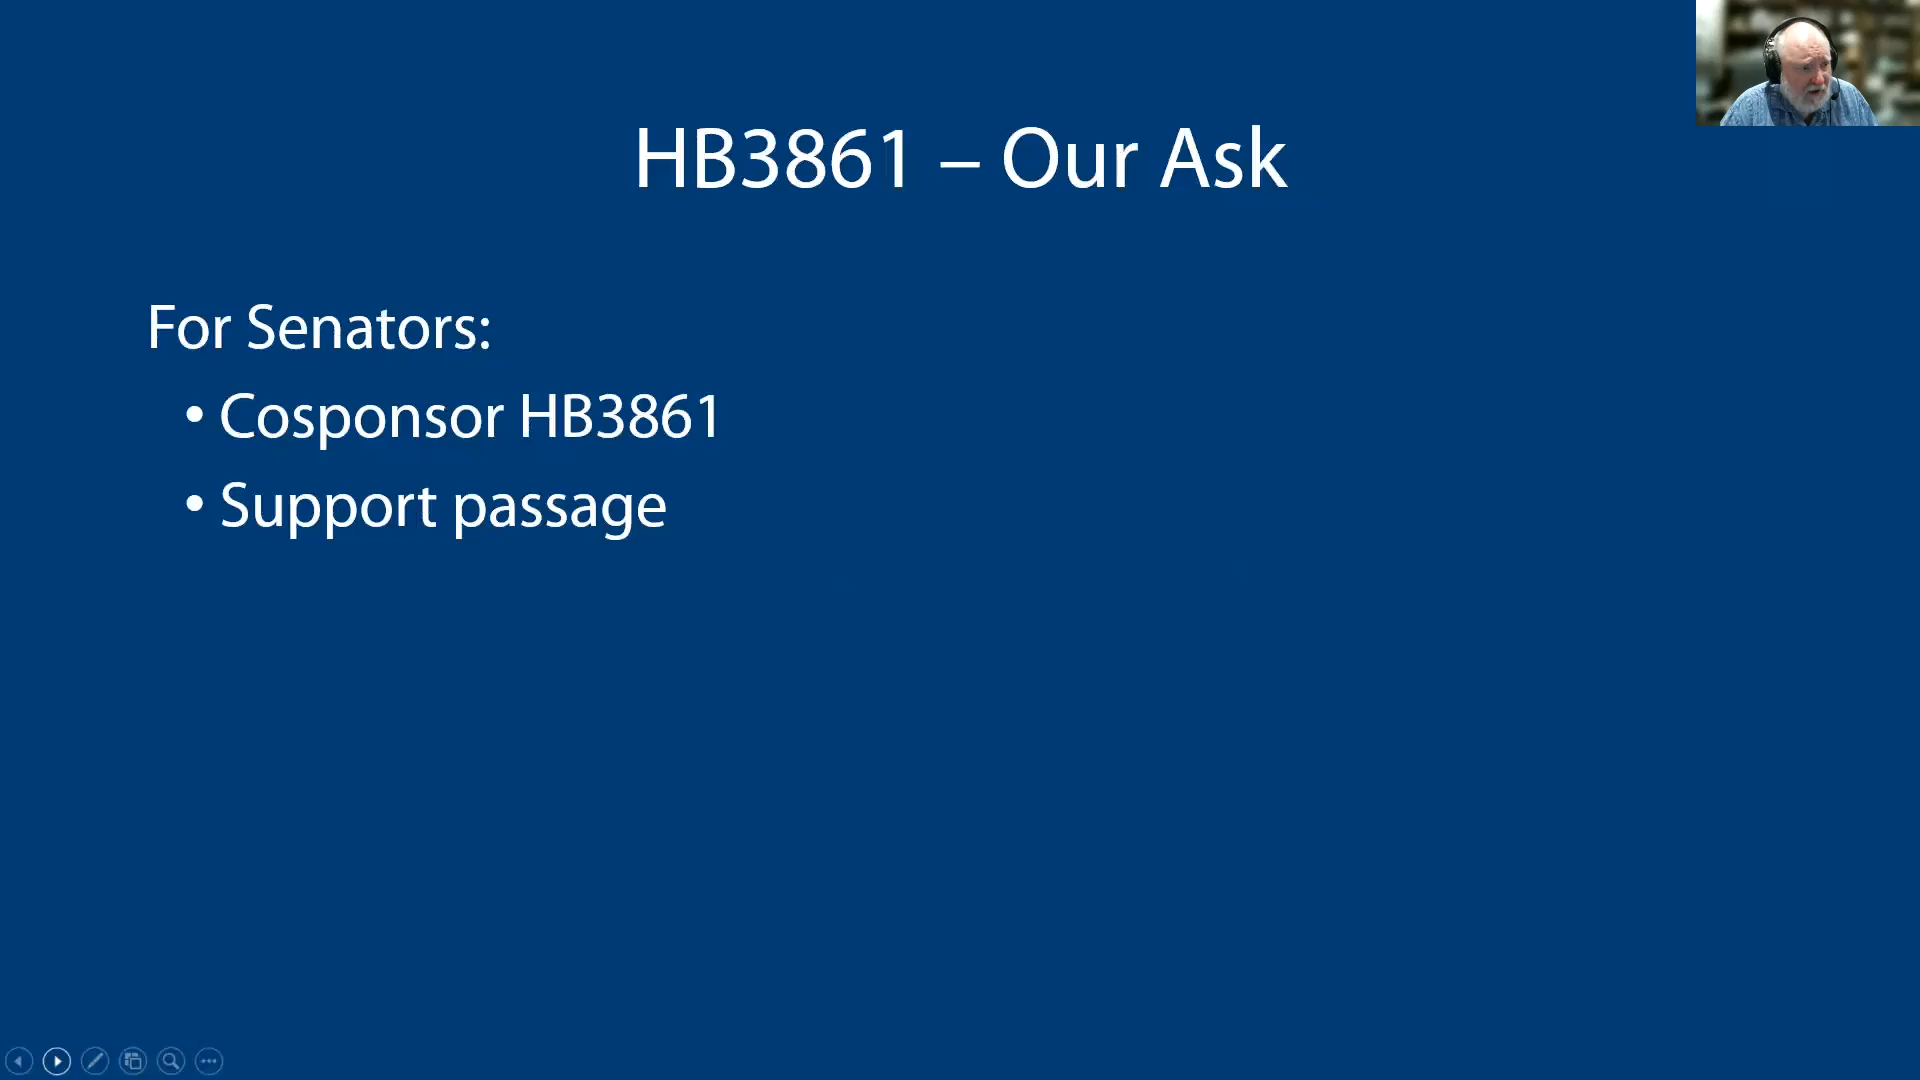 HB3861 – Our Ask
For Senators:
• Cosponsor HB3861
• Support passage